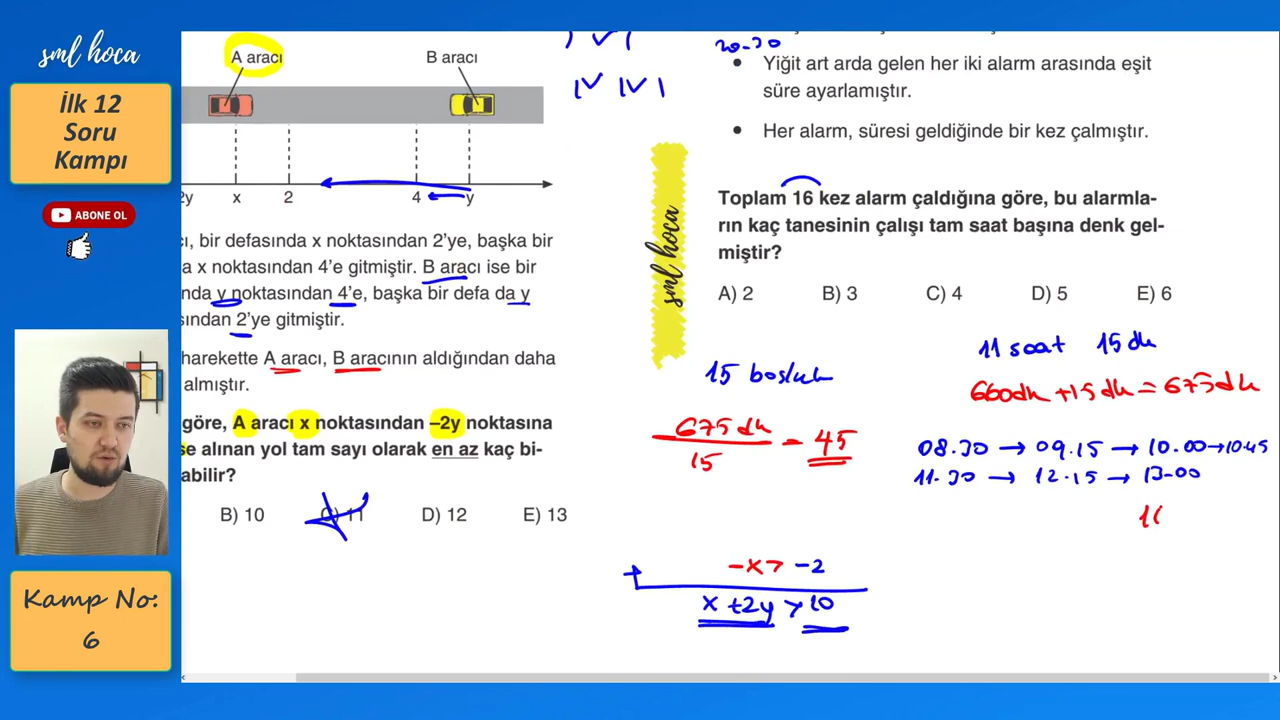 sml hoca
İlk 12
Soru
Kampı
ABONE OL
Kamp No:
6
A aracı
B aracı
2y x 2 4 y
cı, bir defasında x noktasından 2'ye, başka bir
a x noktasından 4'e gitmiştir. B aracı ise bir
nda y noktasından 4'e, başka bir defa da y
sından 2'ye gitmiştir.
harekette A aracı, B aracının aldığından daha
almıştır.
göre, A aracı x noktasından –2y noktasına
se alınan yol tam sayı olarak en az kaç bi-
abilir?
B) 10 C) 11 D) 12 E) 13
sml hoca
20-30
• Yiğit art arda gelen her iki alarm arasında eşit
süre ayarlamıştır.
• Her alarm, süresi geldiğinde bir kez çalmıştır.
Toplam 16 kez alarm çaldığına göre, bu alarmla-
rın kaç tanesinin çalışı tam saat başına denk gel-
miştir?
A) 2 B) 3 C) 4 D) 5 E) 6
11 saat 15 dk
660dk + 15 dk = 675 dk
15 boşluk
675 dk
15
= 45
08.30 → 09.15 → 10.00 → 10.45
11.30 → 12.15 → 13.00
-x > -2
+
x + 2y > 10